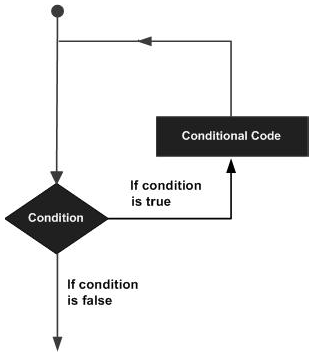 Conditional Code
If condition
is true
Condition
If condition
is false